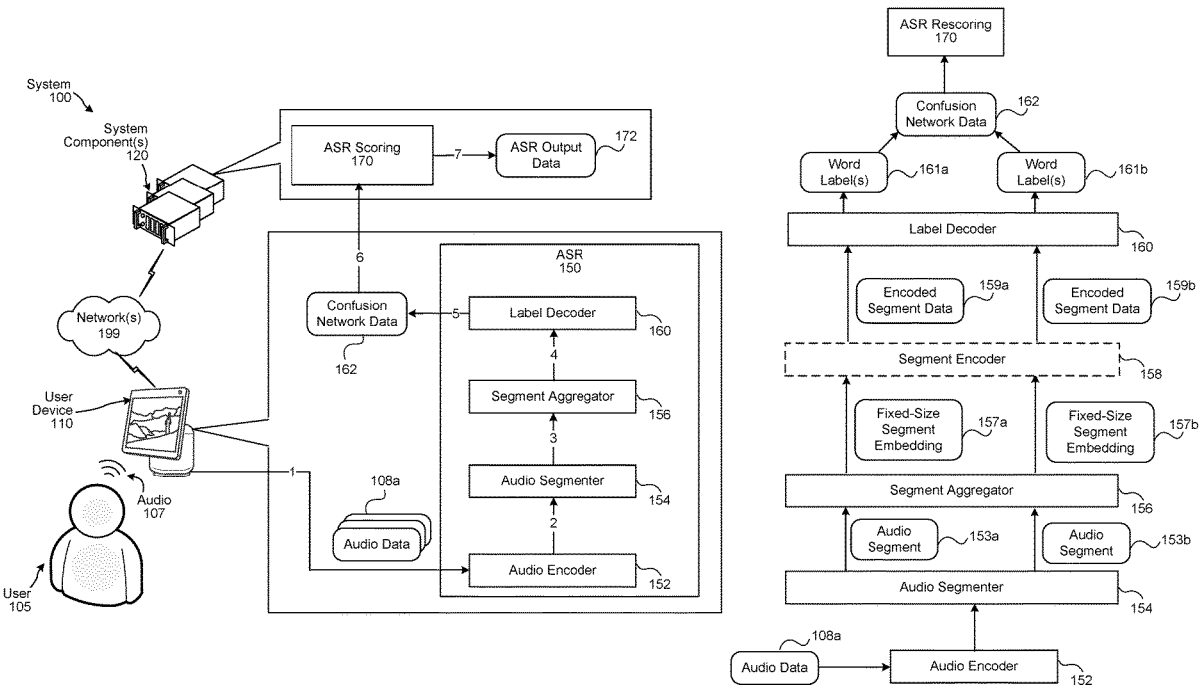 System
100
System
Component(s)
120
Network(s)
199
User
Device
110
Audio
107
User
105
ASR Scoring
170
7
ASR Output
Data
172
6
ASR
150
Confusion
Network Data
162
5
Label Decoder
160
4
Segment Aggregator
156
3
Audio Segmenter
154
2
Audio Encoder
152
1
108a
Audio Data
ASR Rescoring
170
Confusion
Network Data
162
Word
Label(s)
161a
Word
Label(s)
161b
Label Decoder
160
Encoded
Segment Data
159a
Encoded
Segment Data
159b
Segment Encoder
158
Fixed-Size
Segment
Embedding
157a
Fixed-Size
Segment
Embedding
157b
Segment Aggregator
156
Audio
Segment
153a
Audio
Segment
153b
Audio Segmenter
154
108a
Audio Data
Audio Encoder
152